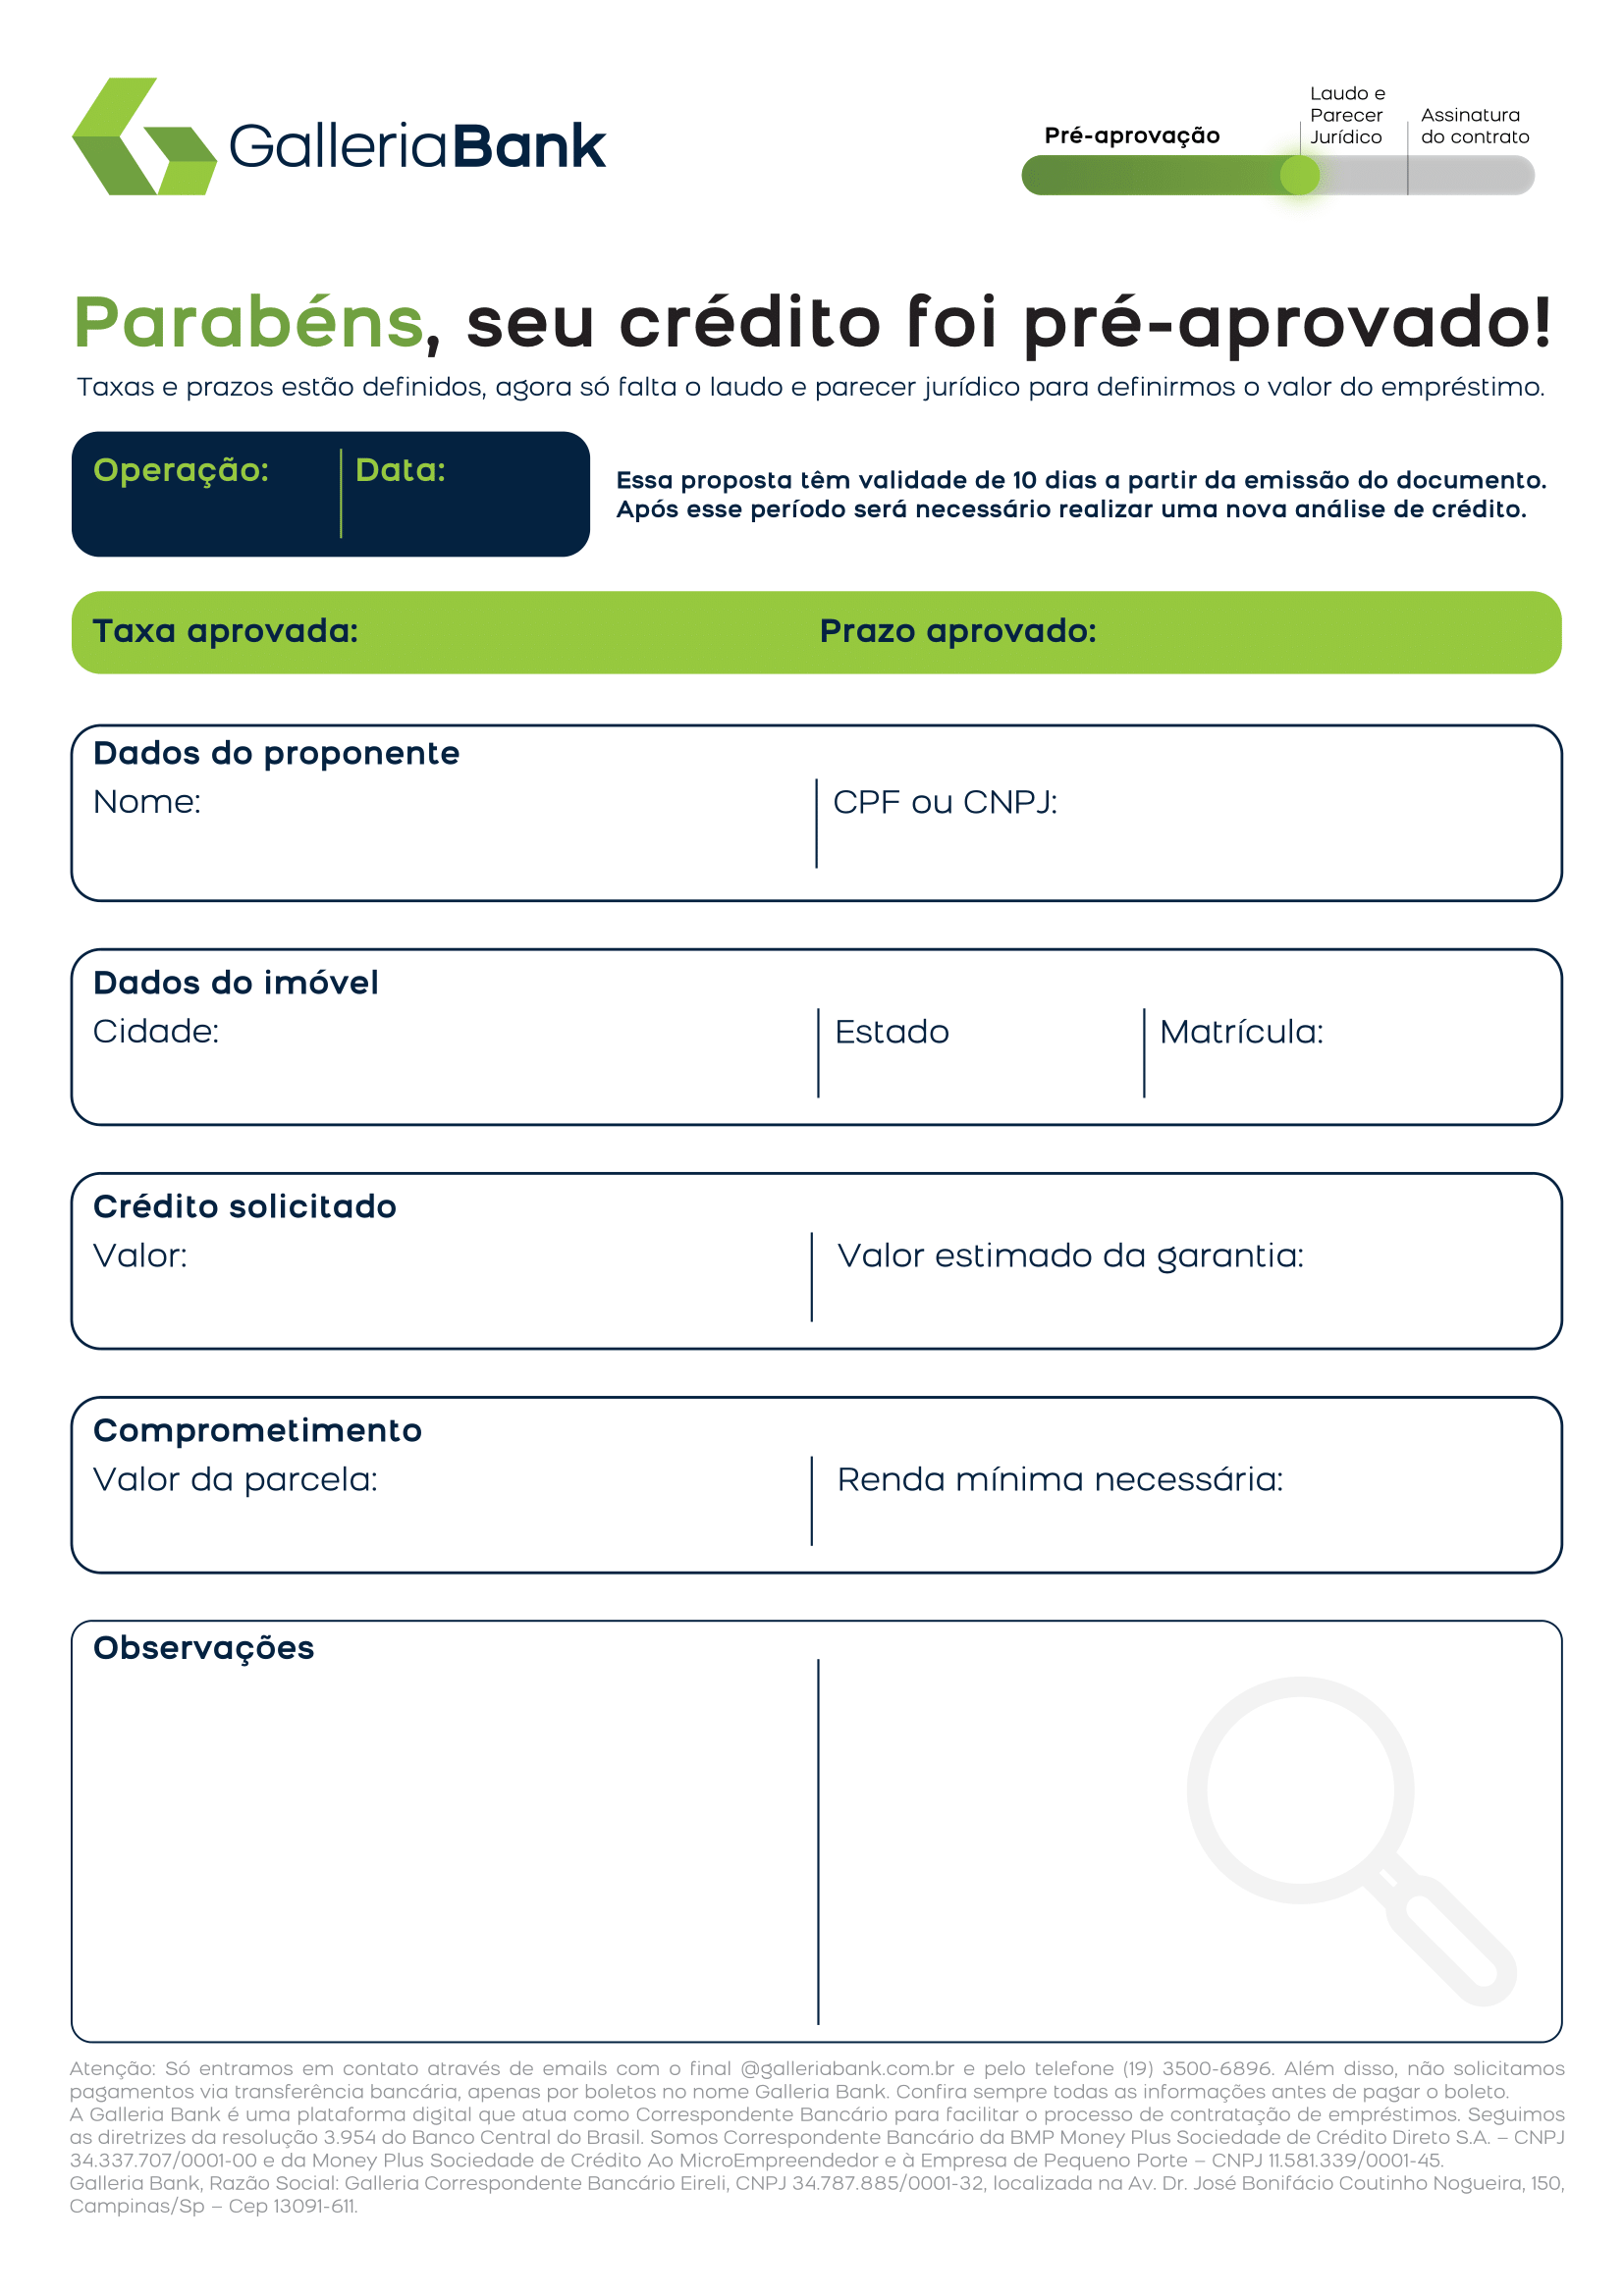 GalleriaBank
Pré-aprovação
Laudo e
Parecer
Jurídico
Assinatura
do contrato
Parabéns, seu crédito foi pré-aprovado!
Taxas e prazos estão definidos, agora só falta o laudo e parecer jurídico para definirmos o valor do empréstimo.
Operação:
Data:
Essa proposta têm validade de 10 dias a partir da emissão do documento.
Após esse período será necessário realizar uma nova análise de crédito.
Taxa aprovada:
Prazo aprovado:
Dados do proponente
Nome:
CPF ou CNPJ:
Dados do imóvel
Cidade:
Estado
Matrícula:
Crédito solicitado
Valor:
Valor estimado da garantia:
Comprometimento
Valor da parcela:
Renda mínima necessária:
Observações
Atenção: Só entramos em contato através de emails com o final @galleriabank.com.br e pelo telefone (19) 3500-6896. Além disso, não solicitamos
pagamentos via transferência bancária, apenas por boletos no nome Galleria Bank. Confira sempre todas as informações antes de pagar o boleto.
A Galleria Bank é uma plataforma digital que atua como Correspondente Bancário para facilitar o processo de contratação de empréstimos. Seguimos
as diretrizes da resolução 3.954 do Banco Central do Brasil. Somos Correspondente Bancário da BMP Money Plus Sociedade de Crédito Direto S.A. – CNPJ
34.337.707/0001-00 e da Money Plus Sociedade de Crédito Ao MicroEmpreendedor e à Empresa de Pequeno Porte – CNPJ 11.581.339/0001-45.
Galleria Bank, Razão Social: Galleria Correspondente Bancário Eireli, CNPJ 34.787.885/0001-32, localizada na Av. Dr. José Bonifácio Coutinho Nogueira, 150,
Campinas/Sp – Cep 13091-611.